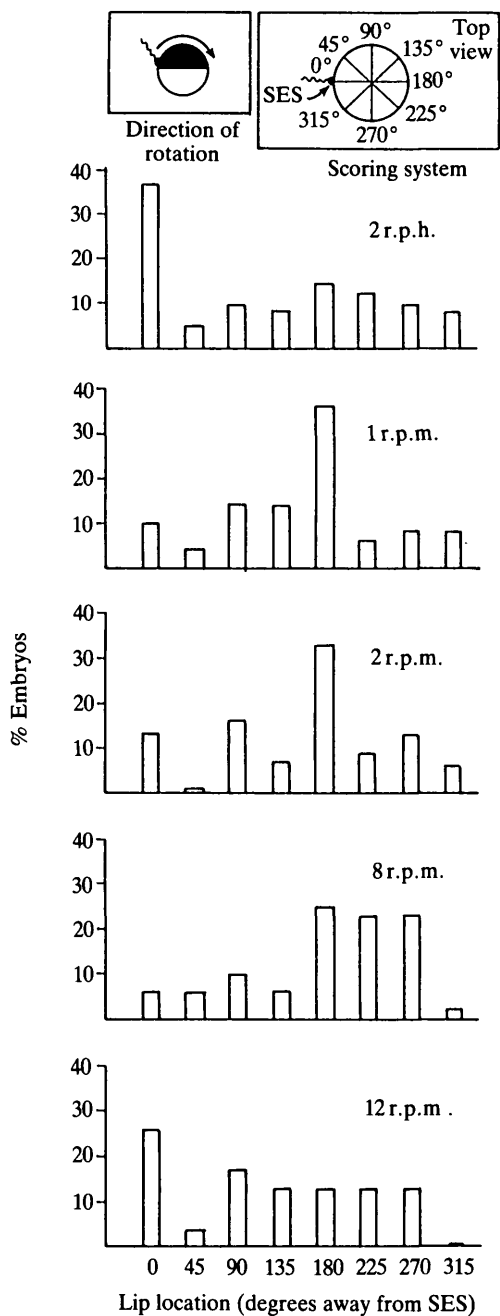 Direction of
rotation
Top
view
90°
45°
135°
0°
180°
SES
315°
225°
270°
Scoring system
40
30
20
10
2 r.p.h.
40
30
20
10
1 r.p.m.
40
30
20
10
2 r.p.m.
40
30
20
10
8 r.p.m.
40
30
20
10
12 r.p.m.
% Embryos
0 45 90 135 180 225 270 315
Lip location (degrees away from SES)